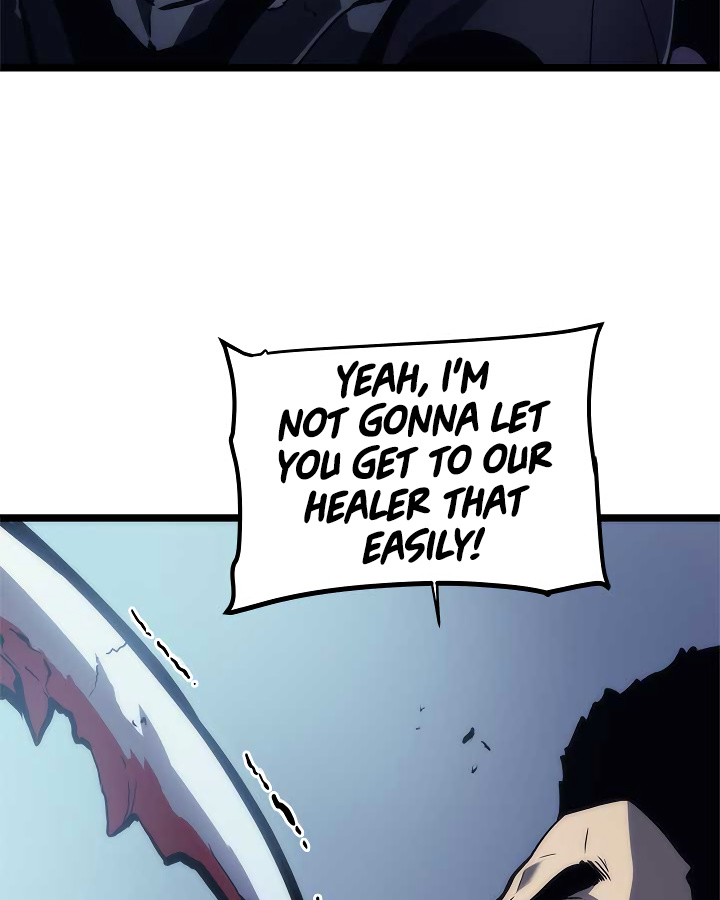 YEAH, I'M
NOT GONNA LET
YOU GET TO OUR
HEALER THAT
EASILY!